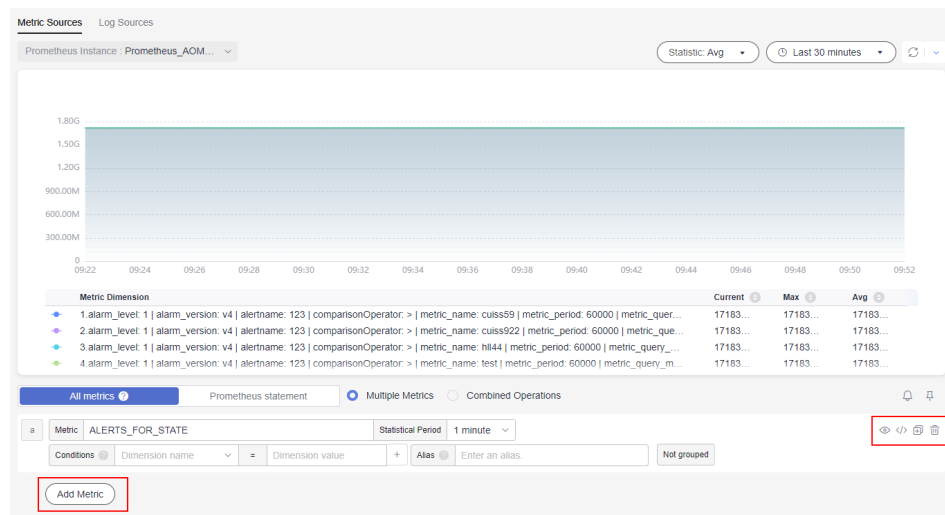 Metric Sources Log Sources
Prometheus Instance : Prometheus_AOM... Statistic: Avg Last 30 minutes
1.80G
1.50G
1.20G
900.00M
600.00M
300.00M
0
09:22 09:24 09:26 09:28 09:30 09:32 09:34 09:36 09:38 09:40 09:42 09:44 09:46 09:48 09:50 09:52
Metric Dimension Current Max Avg
1.alarm_level: 1 | alarm_version: v4 | alertname: 123 | comparisonOperator: > | metric_name: cuiss59 | metric_period: 60000 | metric_quer... 17183... 17183... 17183...
2.alarm_level: 1 | alarm_version: v4 | alertname: 123 | comparisonOperator: > | metric_name: cuiss922 | metric_period: 60000 | metric_que... 17183... 17183... 17183...
3.alarm_level: 1 | alarm_version: v4 | alertname: 123 | comparisonOperator: > | metric_name: hll44 | metric_period: 60000 | metric_query_... 17183... 17183... 17183...
4.alarm_level: 1 | alarm_version: v4 | alertname: 123 | comparisonOperator: > | metric_name: test | metric_period: 60000 | metric_query_m... 17183... 17183... 17183...
All metrics ? Prometheus statement Multiple Metrics Combined Operations
a Metric ALERTS_FOR_STATE Statistical Period 1 minute
Conditions Dimension name = Dimension value + Alias Enter an alias. Not grouped
Add Metric